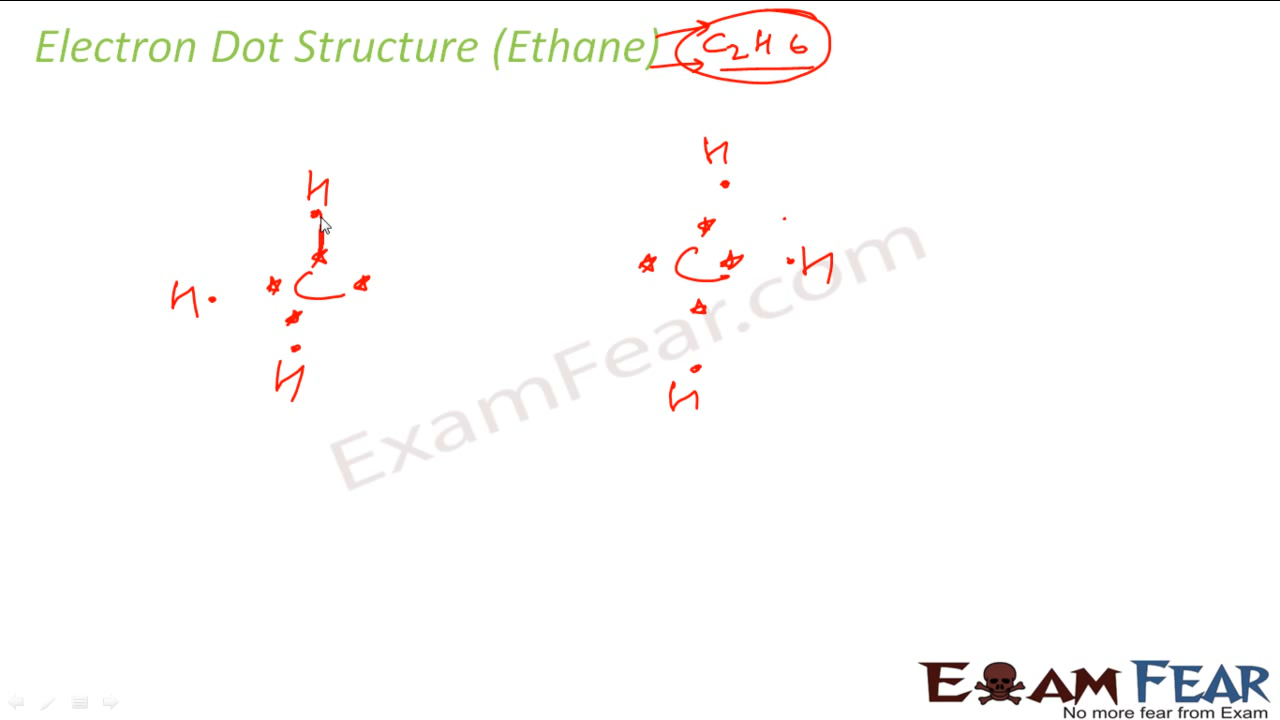 Electron Dot Structure (Ethane) C2H6
H
H
C
H
H
C
H
H
ExamFear.com
EXAM FEAR
No more fear from Exam